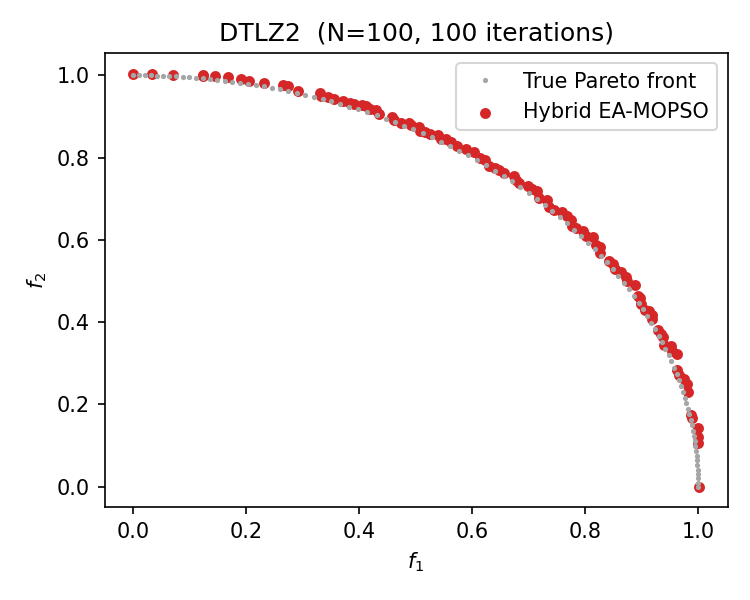 DTLZ2 (N=100, 100 iterations)
True Pareto front
Hybrid EA-MOPSO
1.0
0.8
0.6
0.4
0.2
0.0
f₂
0.0 0.2 0.4 0.6 0.8 1.0
f₁